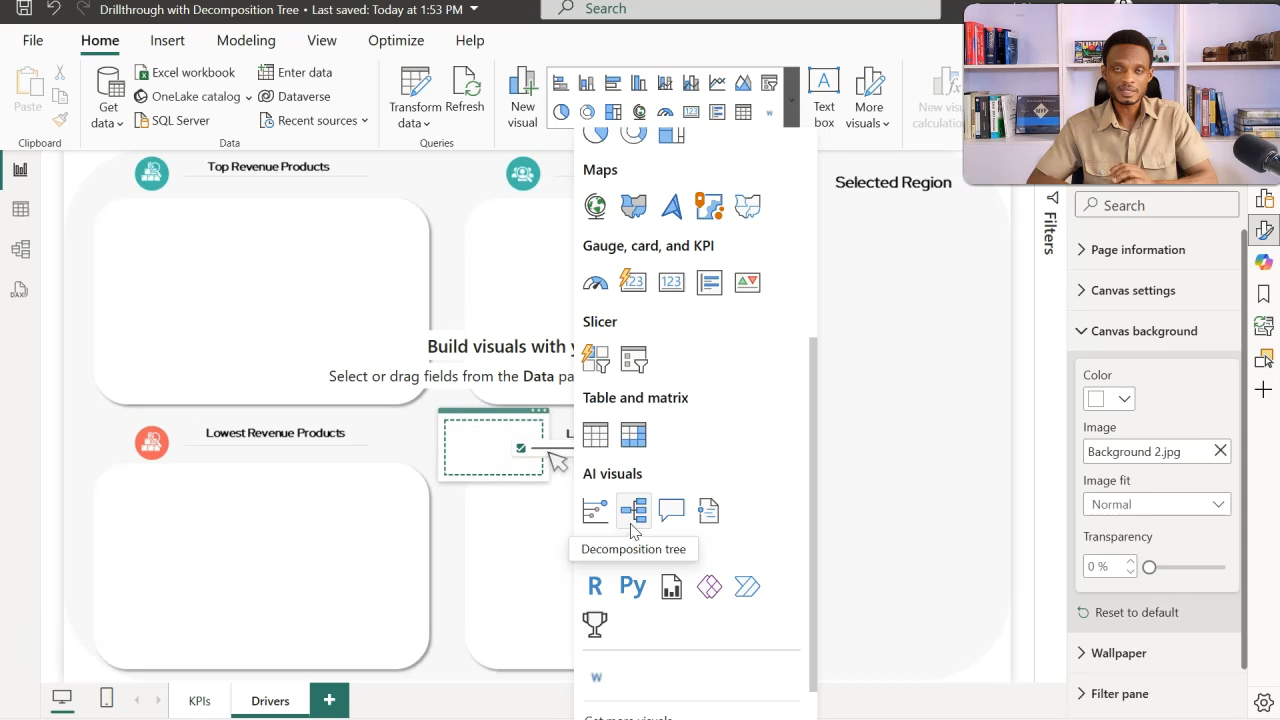 Drillthrough with Decomposition Tree • Last saved: Today at 1:53 PM
Search
File
Home
Insert
Modeling
View
Optimize
Help
Paste
Clipboard
Get data
Excel workbook
OneLake catalog
SQL Server
Enter data
Dataverse
Recent sources
Data
Transform data
Refresh
Queries
New visual
123
Text box
More visuals
New visual calculation
Top Revenue Products
Selected Region
Maps
Gauge, card, and KPI
123
123
Slicer
Build visuals with y
Select or drag fields from the Data pa
Table and matrix
Lowest Revenue Products
AI visuals
Decomposition tree
R
Py
KPIs
Drivers
Filters
Search
Page information
Canvas settings
Canvas background
Color
Image
Background 2.jpg
Image fit
Normal
Transparency
0 %
Reset to default
Wallpaper
Filter pane
DAX